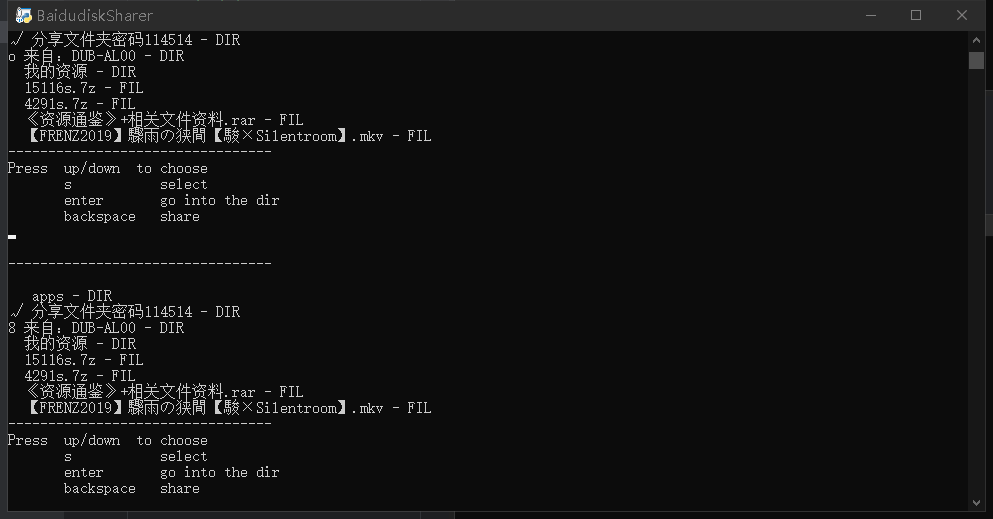 BaidudiskSharer
√ 分享文件夹密码114514 - DIR
o 来自：DUB-AL00 - DIR
我的资源 - DIR
15116s.7z - FIL
4291s.7z - FIL
《资源通鉴》+相关文件资料.rar - FIL
【FRENZ2019】驟雨の狭間【駿×Silentroom】.mkv - FIL
---------------------------------
Press  up/down  to choose
s           select
enter       go into the dir
backspace   share
---------------------------------
apps - DIR
√ 分享文件夹密码114514 - DIR
8 来自：DUB-AL00 - DIR
我的资源 - DIR
15116s.7z - FIL
4291s.7z - FIL
《资源通鉴》+相关文件资料.rar - FIL
【FRENZ2019】驟雨の狭間【駿×Silentroom】.mkv - FIL
---------------------------------
Press  up/down  to choose
s           select
enter       go into the dir
backspace   share